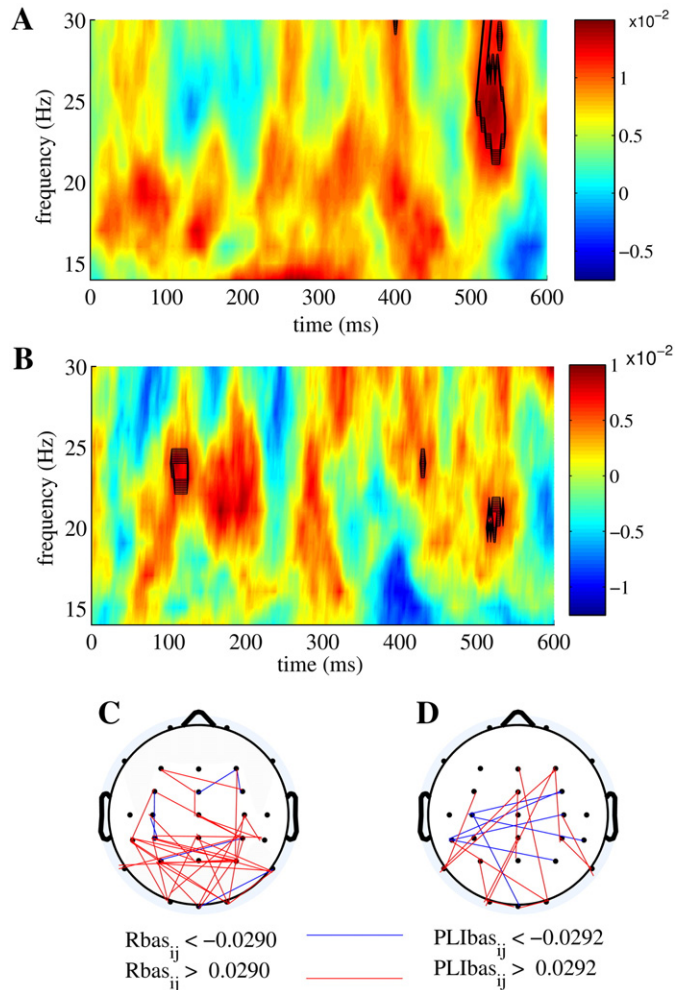 A
30
25
20
15
frequency (Hz)
0 100 200 300 400 500 600
time (ms)
x10⁻²
1
0.5
0
−0.5
B
30
25
20
15
frequency (Hz)
0 100 200 300 400 500 600
time (ms)
x10⁻²
1
0.5
0
−0.5
−1
C
D
Rbas_ij < −0.0290
PLIbas_ij < −0.0292
Rbas_ij > 0.0290
PLIbas_ij > 0.0292